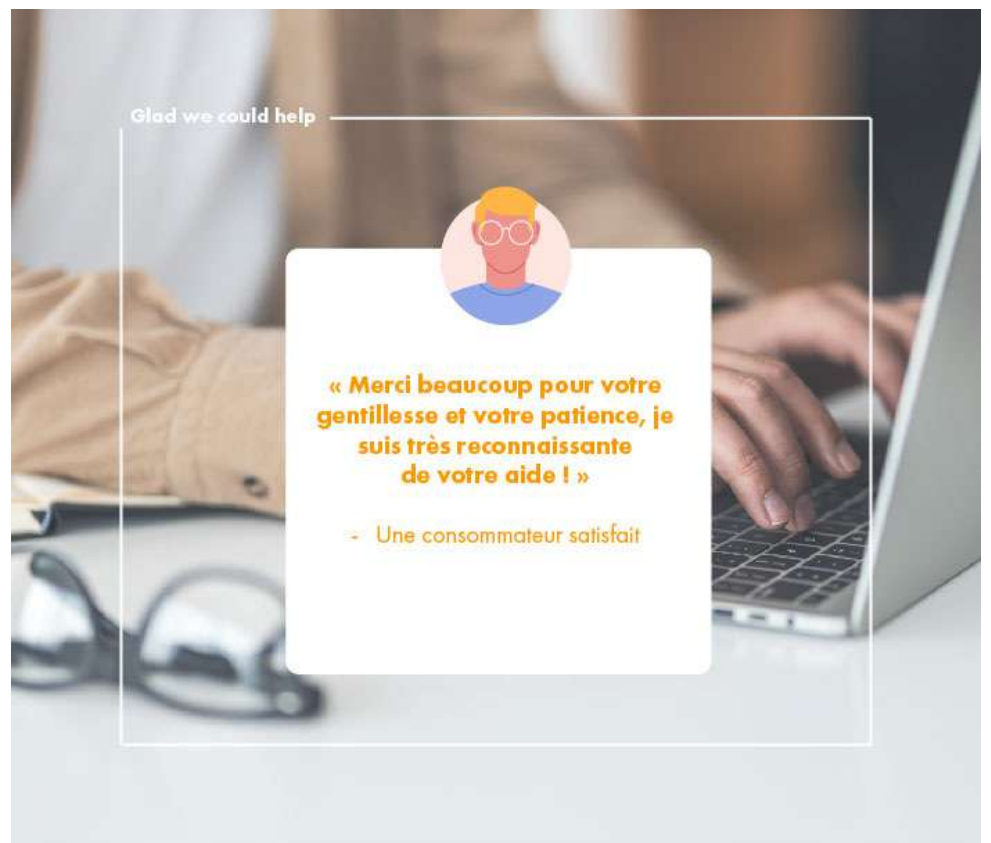 Glad we could help
« Merci beaucoup pour votre
gentillesse et votre patience, je
suis très reconnaissante
de votre aide ! »
- Une consommateur satisfait